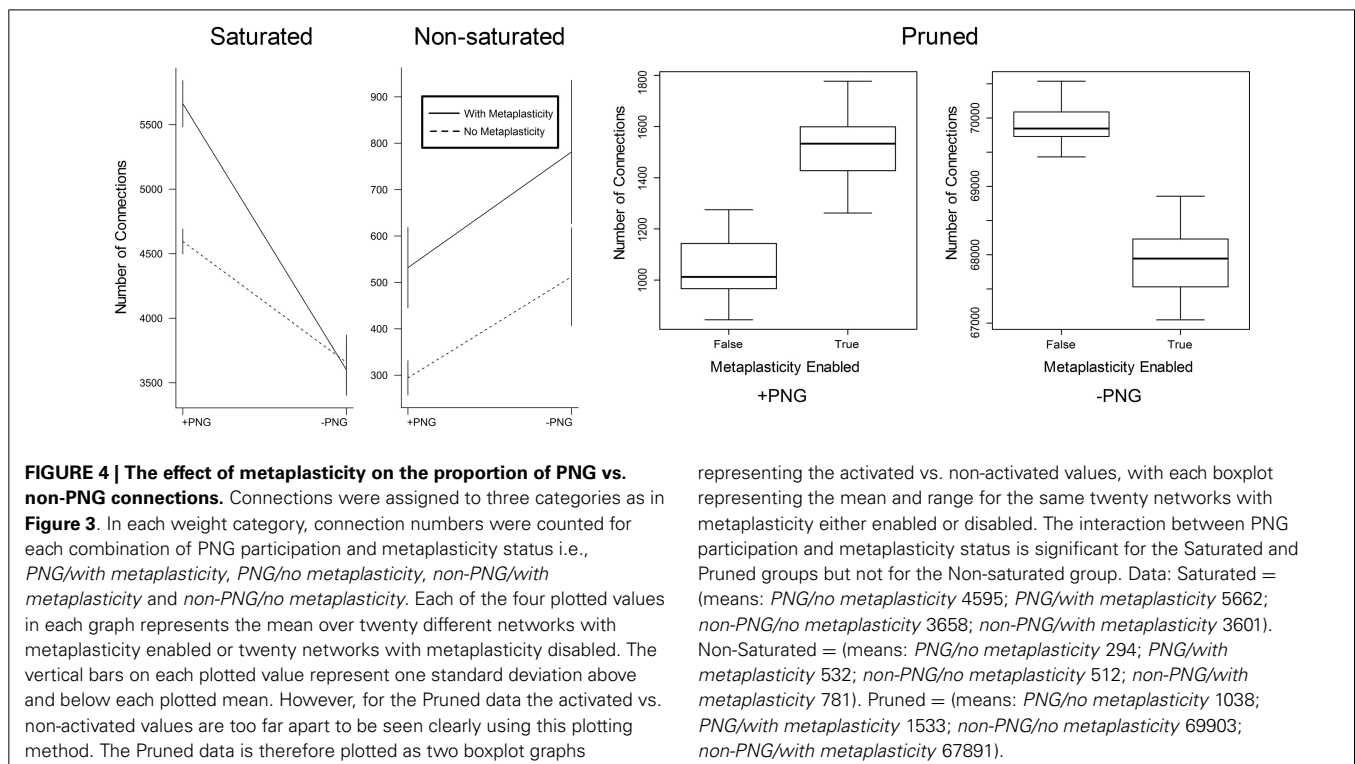 Saturated
Non-saturated
Pruned
Number of Connections
5500
5000
4500
4000
3500
+PNG
-PNG
900
800
700
600
500
400
300
With Metaplasticity
No Metaplasticity
+PNG
-PNG
Number of Connections
1800
1600
1400
1200
1000
False
True
Metaplasticity Enabled
+PNG
Number of Connections
70000
69000
68000
67000
False
True
Metaplasticity Enabled
-PNG
FIGURE 4 | The effect of metaplasticity on the proportion of PNG vs.
non-PNG connections. Connections were assigned to three categories as in
Figure 3. In each weight category, connection numbers were counted for
each combination of PNG participation and metaplasticity status i.e.,
PNG/with metaplasticity, PNG/no metaplasticity, non-PNG/with
metaplasticity and non-PNG/no metaplasticity. Each of the four plotted values
in each graph represents the mean over twenty different networks with
metaplasticity enabled or twenty networks with metaplasticity disabled. The
vertical bars on each plotted value represent one standard deviation above
and below each plotted mean. However, for the Pruned data the activated vs.
non-activated values are too far apart to be seen clearly using this plotting
method. The Pruned data is therefore plotted as two boxplot graphs
representing the activated vs. non-activated values, with each boxplot
representing the mean and range for the same twenty networks with
metaplasticity either enabled or disabled. The interaction between PNG
participation and metaplasticity status is significant for the Saturated and
Pruned groups but not for the Non-saturated group. Data: Saturated =
(means: PNG/no metaplasticity 4595; PNG/with metaplasticity 5662;
non-PNG/no metaplasticity 3658; non-PNG/with metaplasticity 3601).
Non-Saturated = (means: PNG/no metaplasticity 294; PNG/with
metaplasticity 532; non-PNG/no metaplasticity 512; non-PNG/with
metaplasticity 781). Pruned = (means: PNG/no metaplasticity 1038;
PNG/with metaplasticity 1533; non-PNG/no metaplasticity 69903;
non-PNG/with metaplasticity 67891).